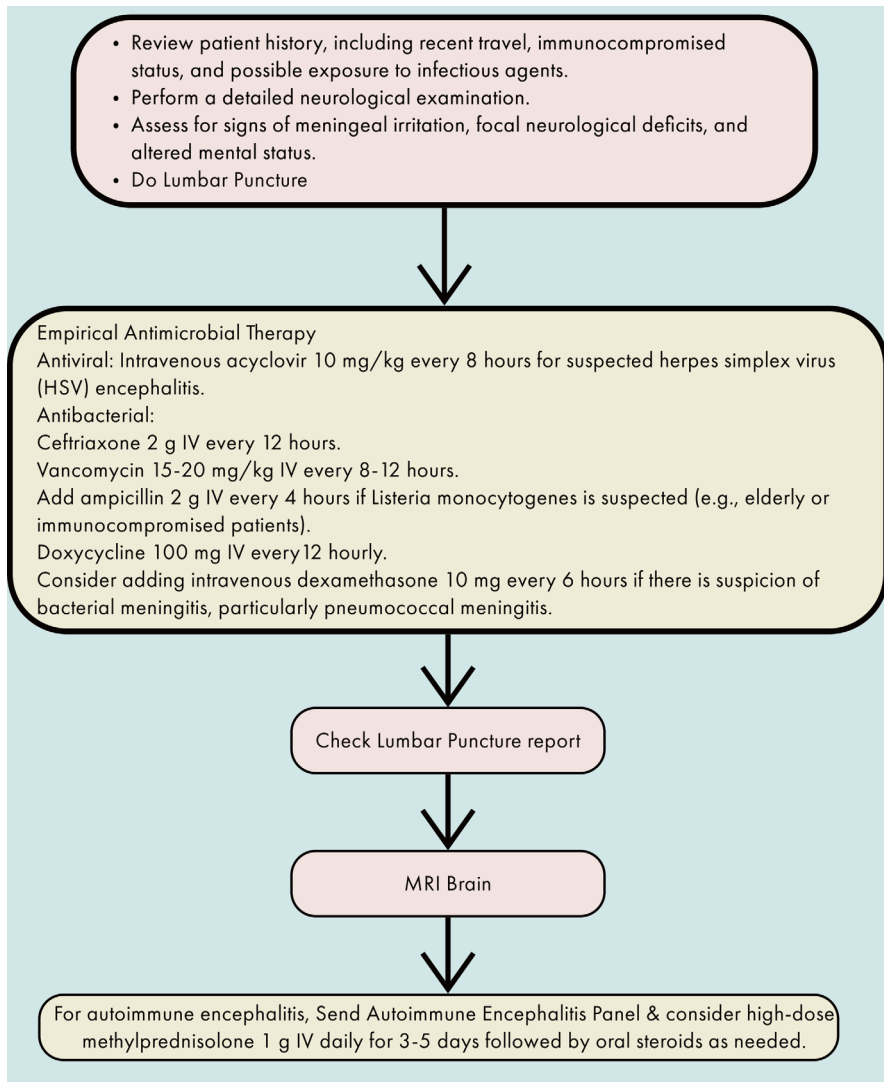 • Review patient history, including recent travel, immunocompromised
status, and possible exposure to infectious agents.
• Perform a detailed neurological examination.
• Assess for signs of meningeal irritation, focal neurological deficits, and
altered mental status.
• Do Lumbar Puncture
Empirical Antimicrobial Therapy
Antiviral: Intravenous acyclovir 10 mg/kg every 8 hours for suspected herpes simplex virus
(HSV) encephalitis.
Antibacterial:
Ceftriaxone 2 g IV every 12 hours.
Vancomycin 15-20 mg/kg IV every 8-12 hours.
Add ampicillin 2 g IV every 4 hours if Listeria monocytogenes is suspected (e.g., elderly or
immunocompromised patients).
Doxycycline 100 mg IV every12 hourly.
Consider adding intravenous dexamethasone 10 mg every 6 hours if there is suspicion of
bacterial meningitis, particularly pneumococcal meningitis.
Check Lumbar Puncture report
MRI Brain
For autoimmune encephalitis, Send Autoimmune Encephalitis Panel & consider high-dose
methylprednisolone 1 g IV daily for 3-5 days followed by oral steroids as needed.